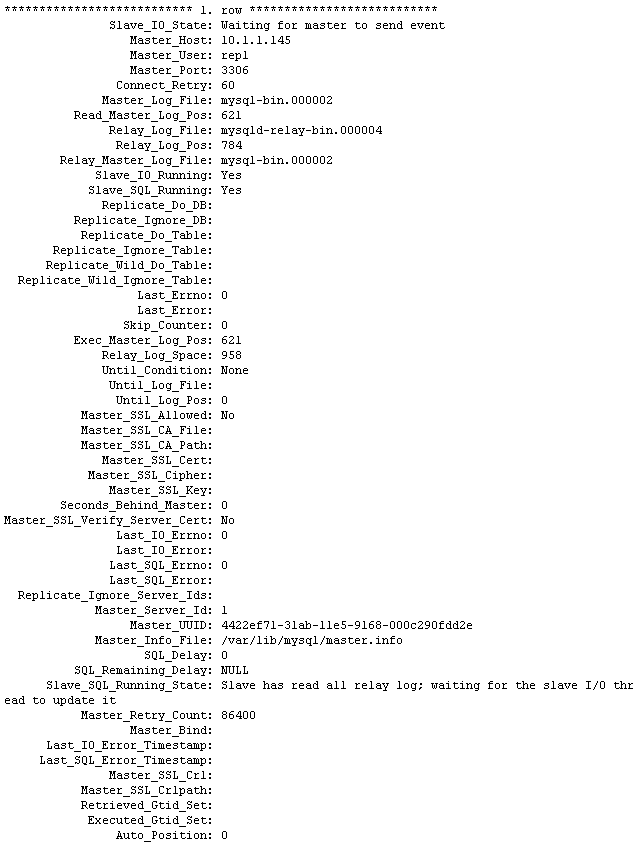 *************************** 1. row ***************************
Slave_IO_State: Waiting for master to send event
Master_Host: 10.1.1.145
Master_User: repl
Master_Port: 3306
Connect_Retry: 60
Master_Log_File: mysql-bin.000002
Read_Master_Log_Pos: 621
Relay_Log_File: mysqld-relay-bin.000004
Relay_Log_Pos: 784
Relay_Master_Log_File: mysql-bin.000002
Slave_IO_Running: Yes
Slave_SQL_Running: Yes
Replicate_Do_DB:
Replicate_Ignore_DB:
Replicate_Do_Table:
Replicate_Ignore_Table:
Replicate_Wild_Do_Table:
Replicate_Wild_Ignore_Table:
Last_Errno: 0
Last_Error:
Skip_Counter: 0
Exec_Master_Log_Pos: 621
Relay_Log_Space: 958
Until_Condition: None
Until_Log_File:
Until_Log_Pos: 0
Master_SSL_Allowed: No
Master_SSL_CA_File:
Master_SSL_CA_Path:
Master_SSL_Cert:
Master_SSL_Cipher:
Master_SSL_Key:
Seconds_Behind_Master: 0
Master_SSL_Verify_Server_Cert: No
Last_IO_Errno: 0
Last_IO_Error:
Last_SQL_Errno: 0
Last_SQL_Error:
Replicate_Ignore_Server_Ids:
Master_Server_Id: 1
Master_UUID: 4422ef71-31ab-11e5-9168-000c290fdd2e
Master_Info_File: /var/lib/mysql/master.info
SQL_Delay: 0
SQL_Remaining_Delay: NULL
Slave_SQL_Running_State: Slave has read all relay log; waiting for the slave I/O thr
ead to update it
Master_Retry_Count: 86400
Master_Bind:
Last_IO_Error_Timestamp:
Last_SQL_Error_Timestamp:
Master_SSL_Crl:
Master_SSL_Crlpath:
Retrieved_Gtid_Set:
Executed_Gtid_Set:
Auto_Position: 0